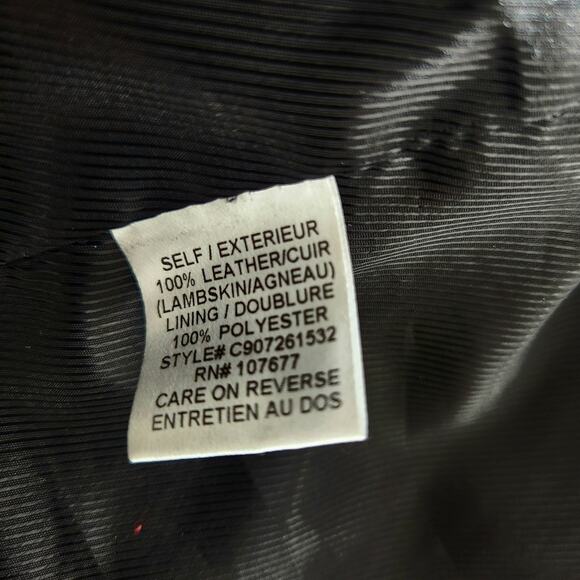 SELF / EXTERIEUR
100% LEATHER/CUIR
(LAMBSKIN/AGNEAU)
LINING / DOUBLURE
100% POLYESTER
STYLE# C907261532
RN# 107677
CARE ON REVERSE
ENTRETIEN AU DOS